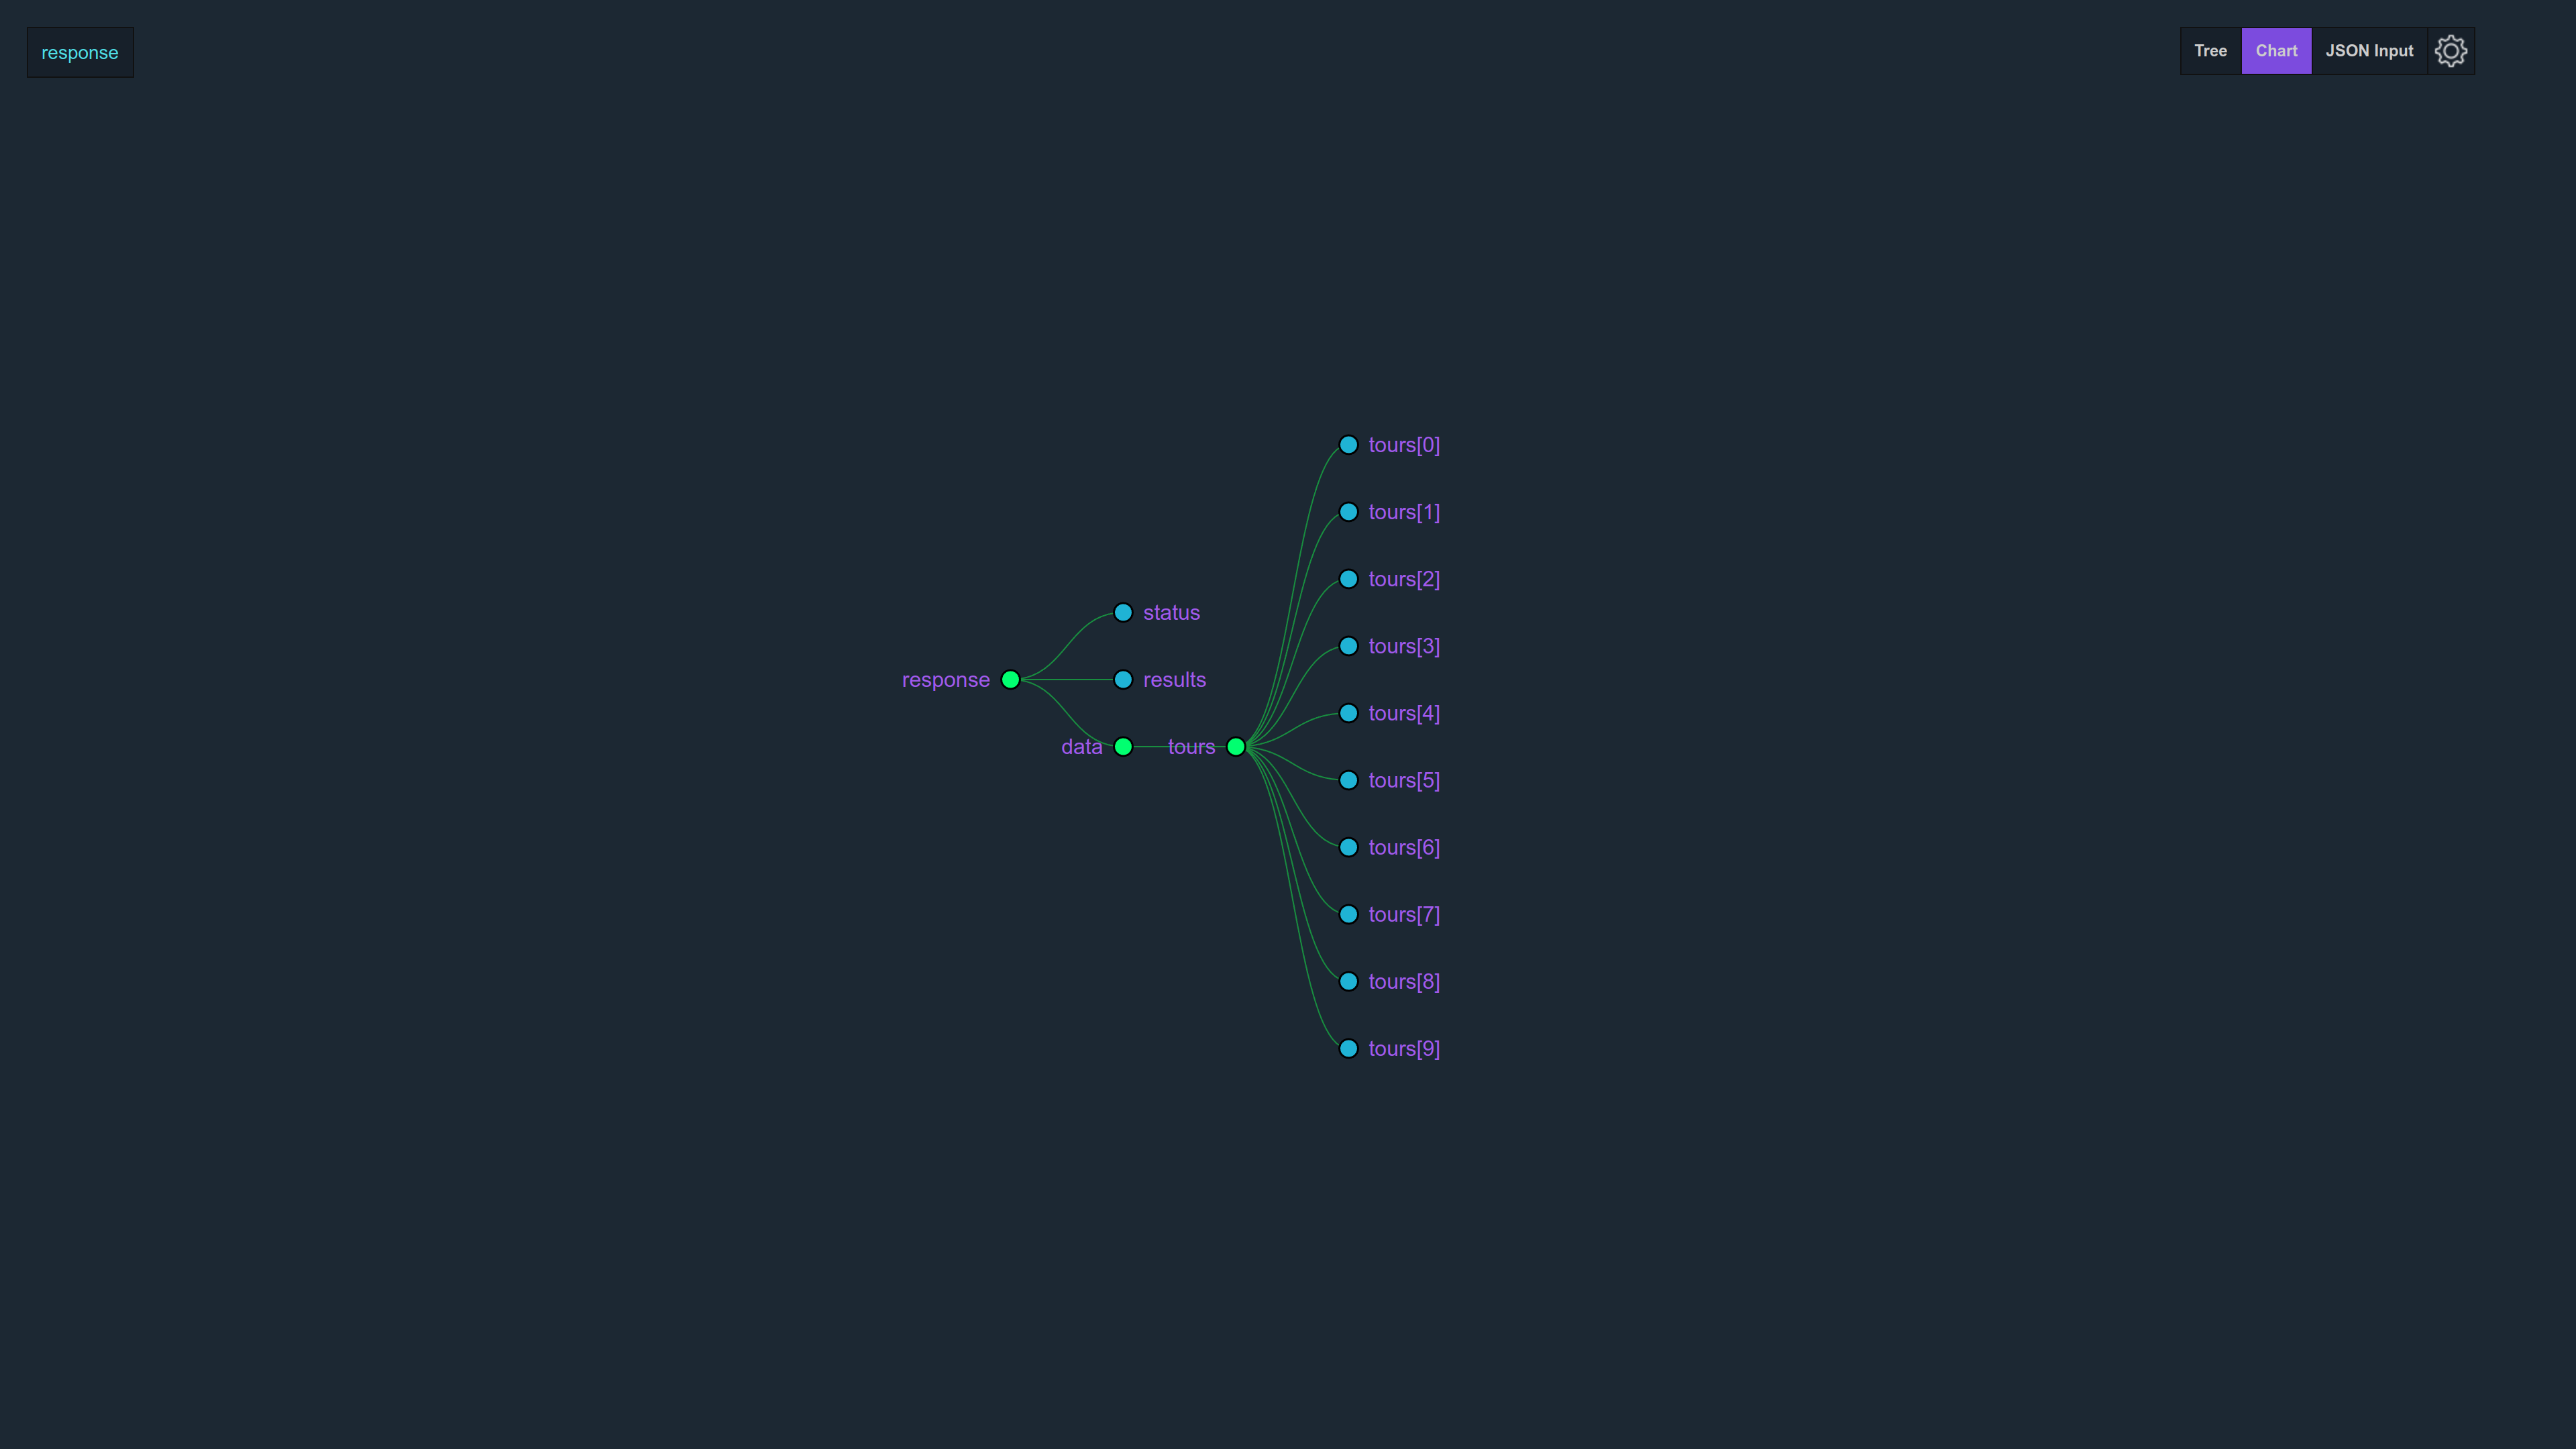 response
Tree
Chart
JSON Input
tours[0]
tours[1]
tours[2]
status
tours[3]
response
results
tours[4]
data
tours
tours[5]
tours[6]
tours[7]
tours[8]
tours[9]